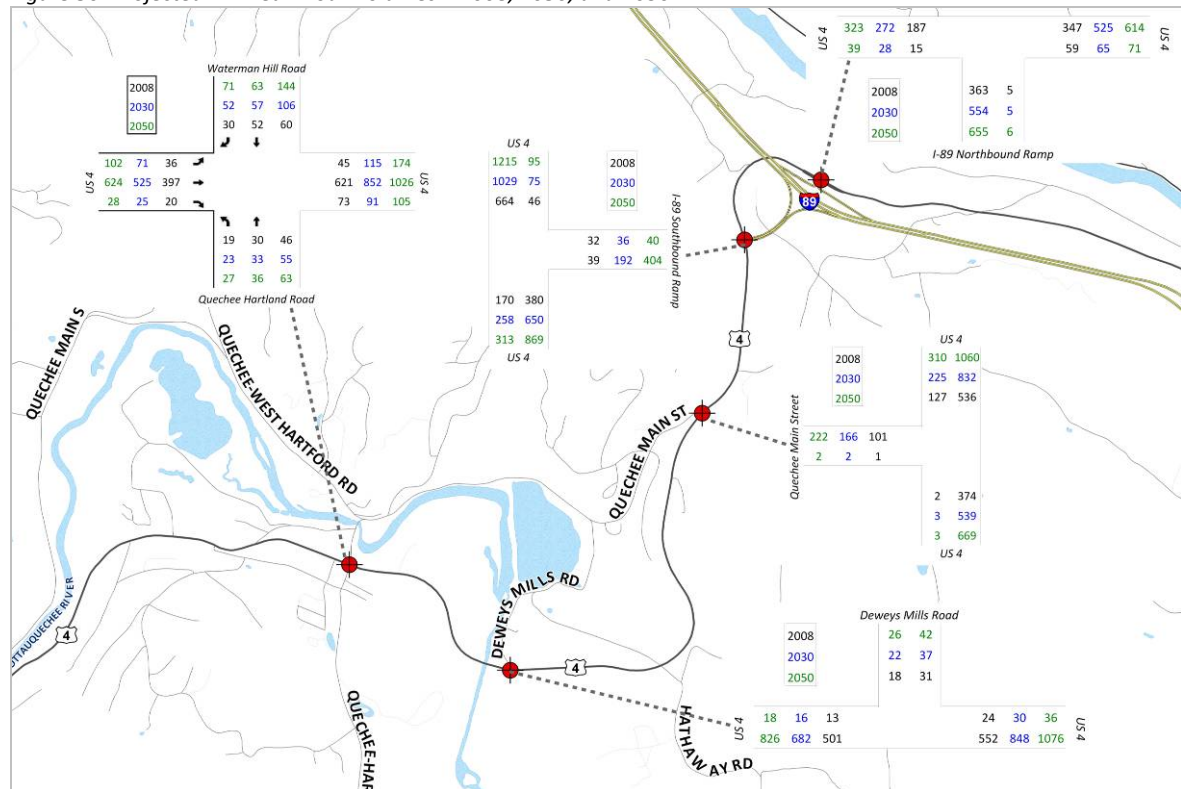 US 4
323 272 187
39 28 15
347 525 614
59 65 71
US 4
2008
2030
2050
363 5
554 5
655 6
I-89 Northbound Ramp
Waterman Hill Road
2008
2030
2050
71 63 144
52 57 106
30 52 60
US 4
102 71 36
624 525 397
28 25 20
45 115 174
621 852 1026
73 91 105
US 4
19 30 46
23 33 55
27 36 63
Quechee Hartland Road
US 4
1215 95
1029 75
664 46
2008
2030
2050
32 36 40
39 192 404
I-89 Southbound Ramp
170 380
258 650
313 869
US 4
89
4
QUECHEE MAIN S
QUECHEE-WEST HARTFORD RD
QUECHEE MAIN ST
US 4
2008
2030
2050
310 1060
225 832
127 536
Quechee Main Street
222 166 101
2 2 1
2 374
3 539
3 669
US 4
DEWEYS MILLS RD
OTTAUQUECHEE RIVER
4
4
QUECHEE-HAR
HATHAWAY RD
Deweys Mills Road
2008
2030
2050
26 42
22 37
18 31
US 4
18 16 13
826 682 501
24 30 36
552 848 1076
US 4